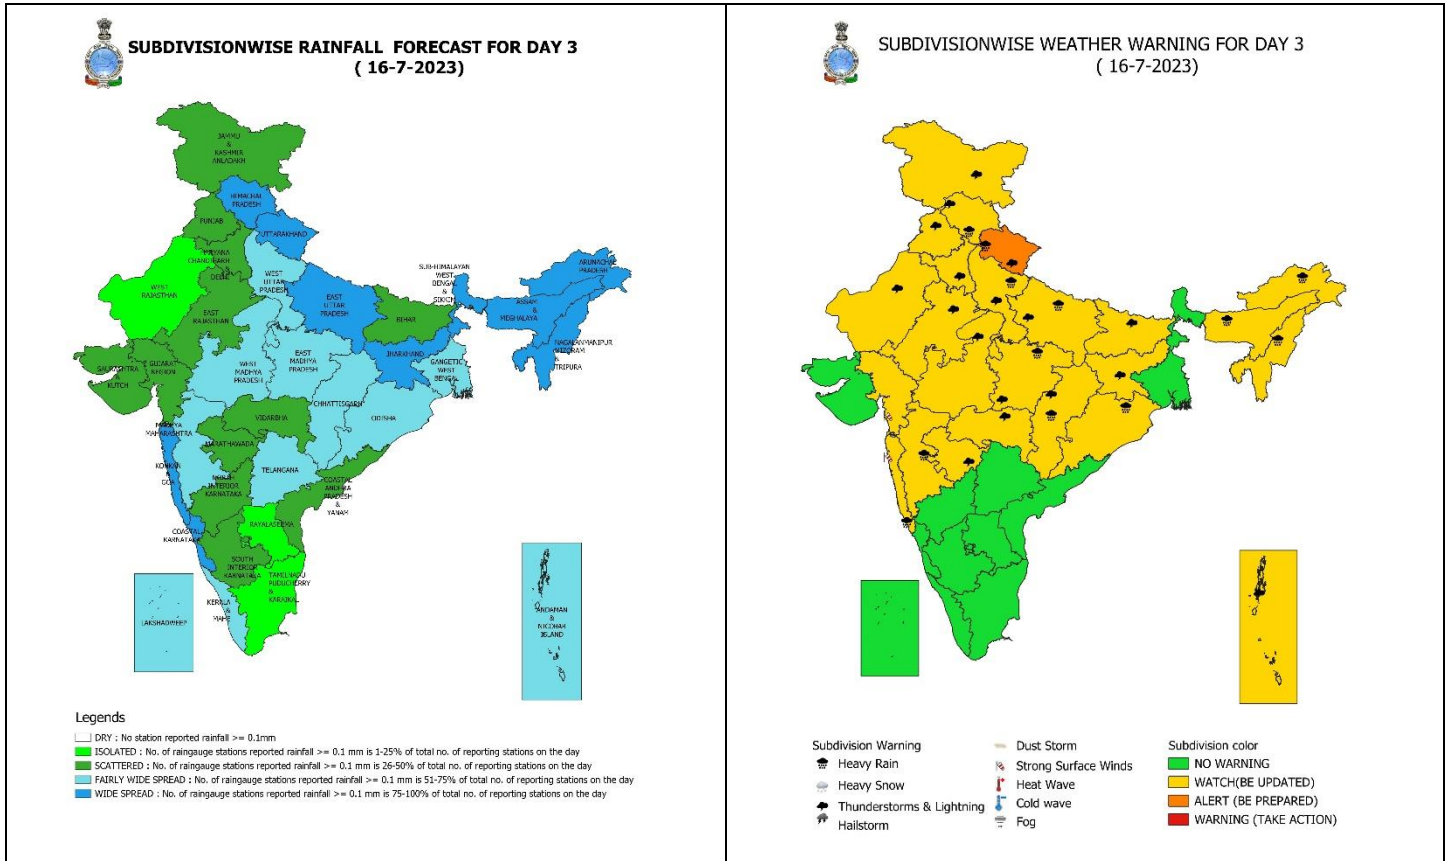 SUBDIVISIONWISE RAINFALL FORECAST FOR DAY 3
( 16-7-2023)
JAMMU
&
KASHMIR
ANLADAKH
HIMACHAL
PRADESH
PUNJAB
UTTARAKHAND
CHANDIGARH
DELHI
WEST
RAJASTHAN
WEST
UTTAR
PRADESH
EAST
RAJASTHAN
EAST
UTTAR
PRADESH
BIHAR
SUB-HIMALAYAN
WEST
BENGAL
&
SIKKIM
ARUNACHAL
PRADESH
ASSAM
&
MEGHALAYA
NAGALANMANIPUR
MIZORAM
&
TRIPURA
SAURASHTRA
&
KUTCH
GUJARAT
REGION
WEST
MADHYA
PRADESH
EAST
MADHYA
PRADESH
JHARKHAND
GANGETIC
WEST
BENGAL
CHHATTISGARH
ODISHA
VIDARBHA
MADHYA
MAHARASHTRA
MARATHAWADA
KONKAN
&
GOA
TELANGANA
NORTH
INTERIOR
KARNATAKA
COASTAL
ANDHRA
PRADESH
&
YANAM
RAYALASEEMA
COASTAL
KARNATAKA
SOUTH
INTERIOR
KARNATAKA
TAMILNADU
PUDUCHERRY
&
KARAIKAL
KERALA
&
MAHE
LAKSHADWEEP
ANDAMAN
&
NICOBAR
ISLAND
Legends
DRY : No station reported rainfall >= 0.1mm
ISOLATED : No. of raingauge stations reported rainfall >= 0.1 mm is 1-25% of total no. of reporting stations on the day
SCATTERED : No. of raingauge stations reported rainfall >= 0.1 mm is 26-50% of total no. of reporting stations on the day
FAIRLY WIDE SPREAD : No. of raingauge stations reported rainfall >= 0.1 mm is 51-75% of total no. of reporting stations on the day
WIDE SPREAD : No. of raingauge stations reported rainfall >= 0.1 mm is 75-100% of total no. of reporting stations on the day
SUBDIVISIONWISE WEATHER WARNING FOR DAY 3
( 16-7-2023)
Subdivision Warning
Heavy Rain
Heavy Snow
Thunderstorms & Lightning
Hailstorm
Dust Storm
Strong Surface Winds
Heat Wave
Cold wave
Fog
Subdivision color
NO WARNING
WATCH(BE UPDATED)
ALERT (BE PREPARED)
WARNING (TAKE ACTION)